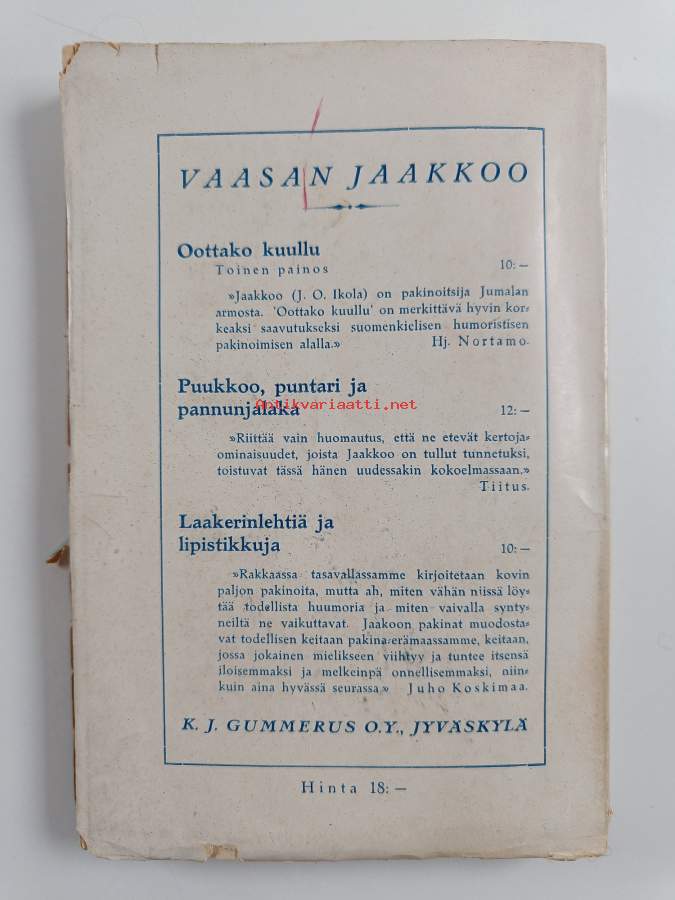 VAASAN JAAKKOO
Oottako kuullu
Toinen painos 10:—
»Jaakkoo (J. O. Ikola) on pakinoitsija Jumalan
armosta. 'Oottako kuullu' on merkittävä hyvin kor-
keaksi saavutukseksi suomenkielisen humoristisen
pakinoimisen alalla.» Hj. Nortamo.
Puukkoo, puntari ja
pannunjalaka 12:—
Antikvariaatti.net
»Riittää vain huomautus, että ne etevät kertoja-
ominaisuudet, joista Jaakkoo on tullut tunnetuksi,
toistuvat tässä hänen uudessakin kokoelmassaan.»
Tiitus.
Laakerinlehtiä ja
lipistikkuja 10:—
»Rakkaassa tasavallassamme kirjoitetaan kovin
paljon pakinoita, mutta ah, miten vähän niissä löy-
tää todellista huumoria ja miten vaivalla synty-
neiltä ne vaikuttavat. Jaakoon pakinat muodosta-
vat todellisen keitaan pakina-erämaassamme, keitaan,
jossa jokainen mielikseen viihtyy ja tuntee itsensä
iloisemmaksi ja melkeinpä onnellisemmaksi, niin-
kuin aina hyvässä seurassa.» Juho Koskimaa.
K. J. GUMMERUS O.Y., JYVÄSKYLÄ
Hinta 18:—